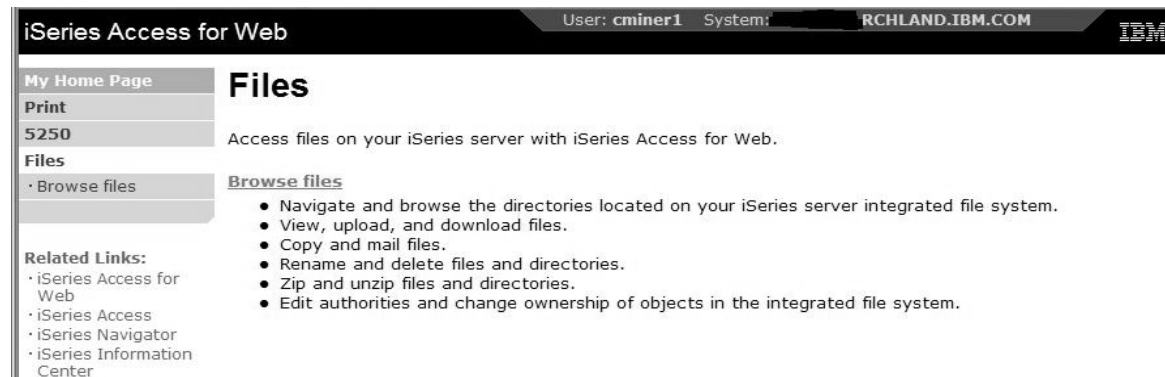 iSeries Access for Web
User: cminer1 System: RCHLAND.IBM.COM
IBM
My Home Page
Print
5250
Files
· Browse files
Related Links:
· iSeries Access for
Web
· iSeries Access
· iSeries Navigator
· iSeries Information
Center
Files
Access files on your iSeries server with iSeries Access for Web.
Browse files
● Navigate and browse the directories located on your iSeries server integrated file system.
● View, upload, and download files.
● Copy and mail files.
● Rename and delete files and directories.
● Zip and unzip files and directories.
● Edit authorities and change ownership of objects in the integrated file system.